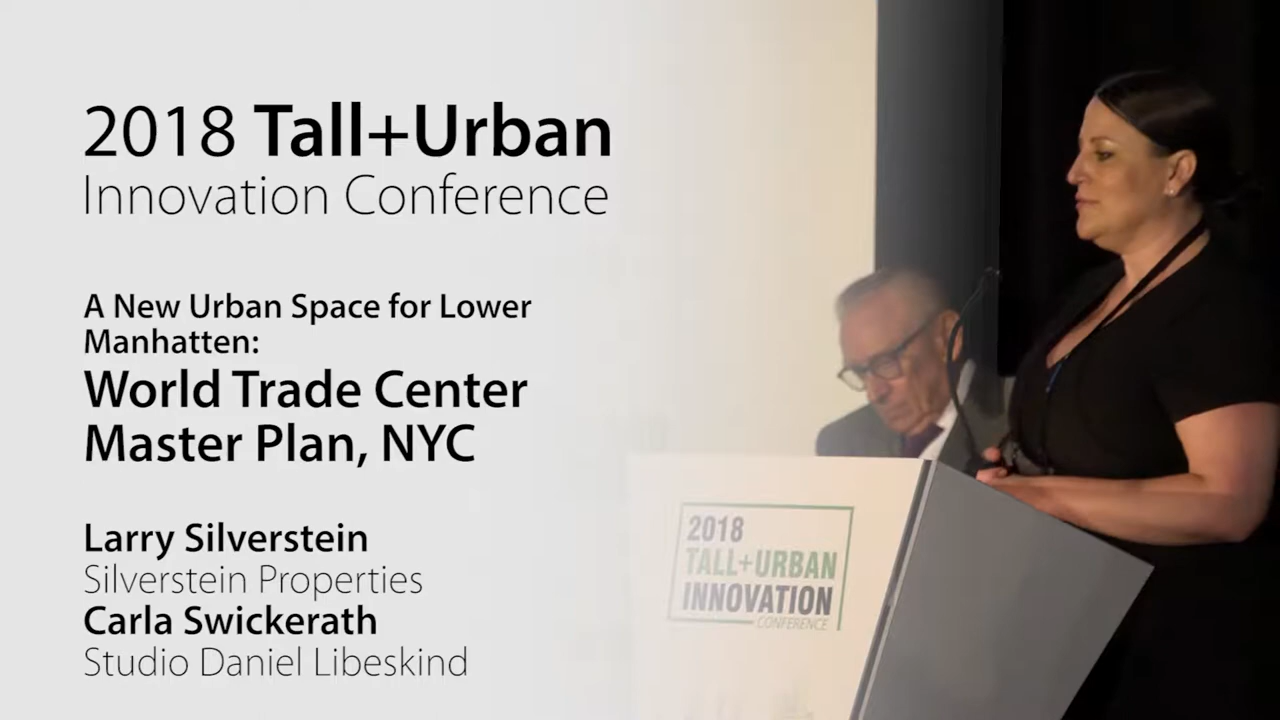 2018 Tall+Urban
Innovation Conference
A New Urban Space for Lower
Manhatten:
World Trade Center
Master Plan, NYC
Larry Silverstein
Silverstein Properties
Carla Swickerath
Studio Daniel Libeskind
2018
TALL+URBAN
INNOVATION
CONFERENCE